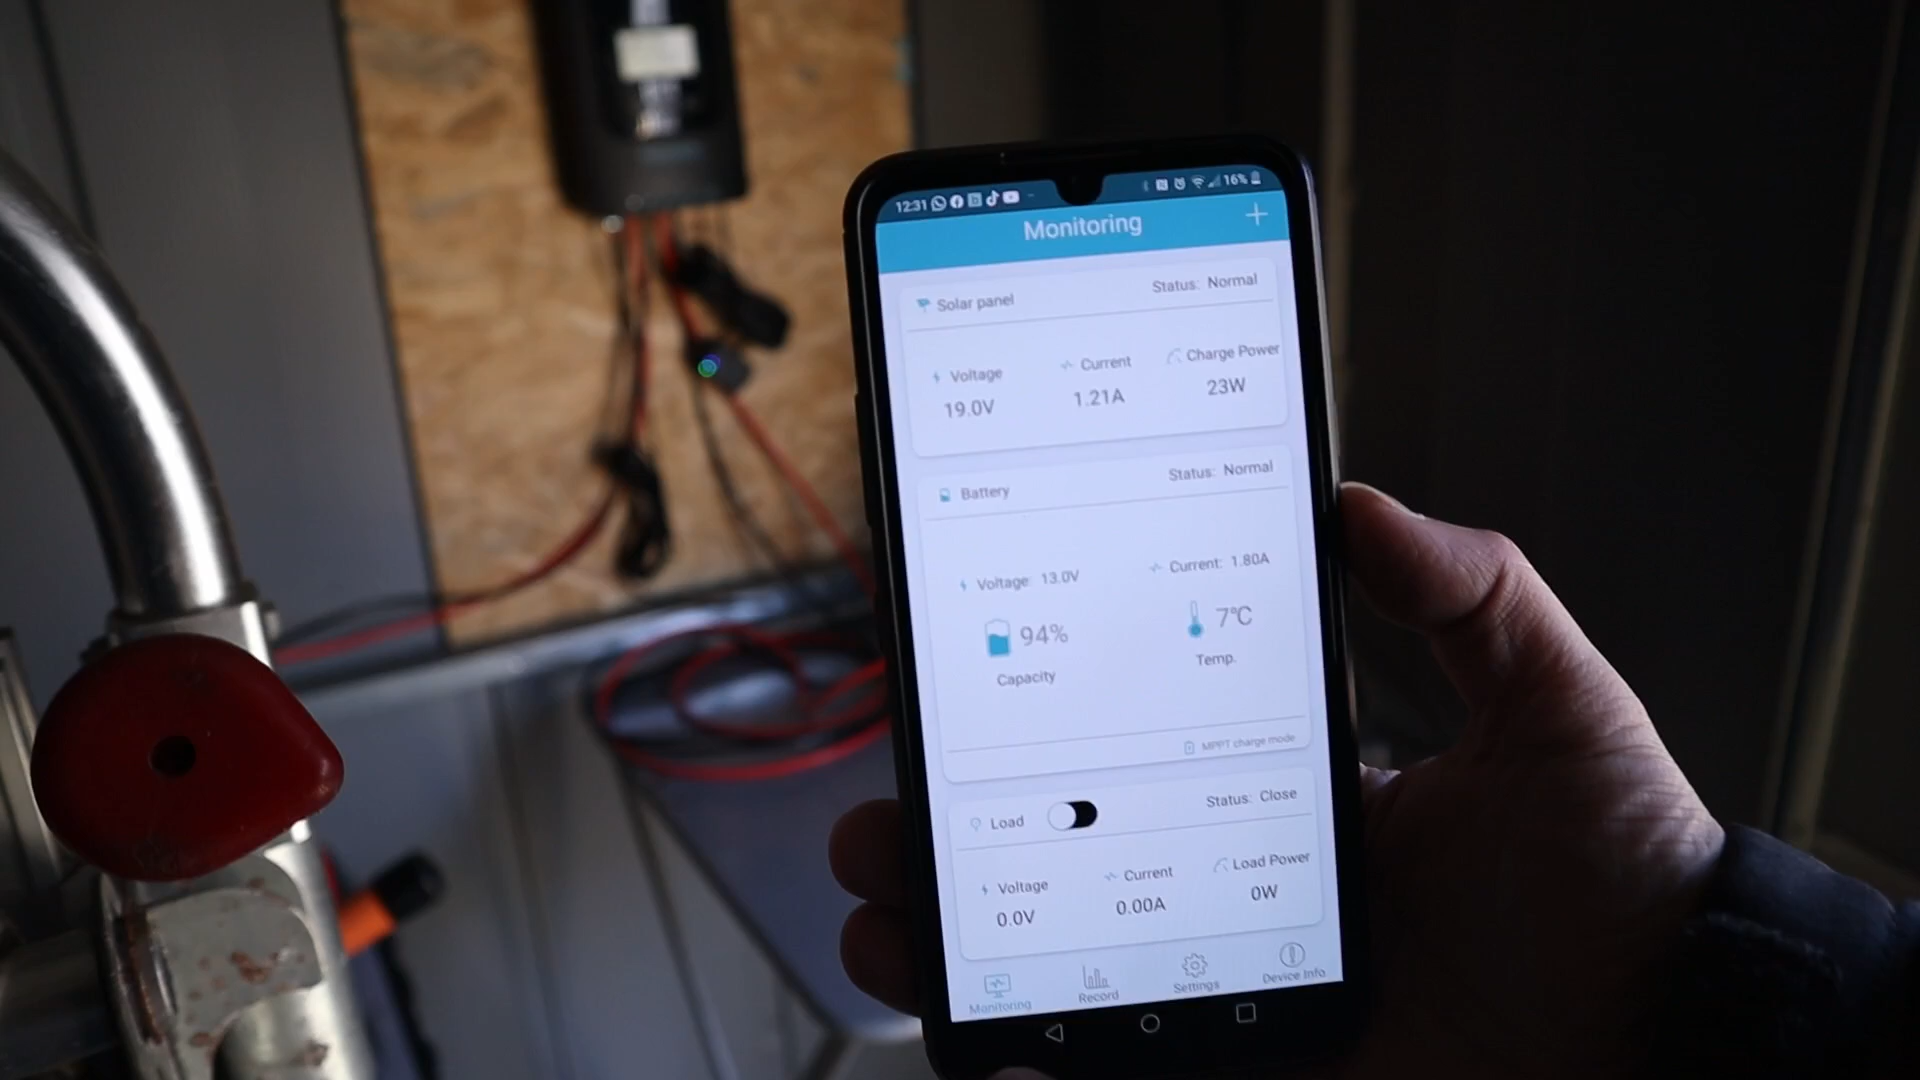 12:31 16%
Monitoring
Solar panel Status: Normal
Voltage Current Charge Power
19.0V 1.21A 23W
Battery Status: Normal
Voltage: 13.0V Current: 1.80A
94% 7℃
Capacity Temp.
MPPT charge mode
Load Status: Close
Voltage Current Load Power
0.0V 0.00A 0W
Monitoring Record Settings Device Info